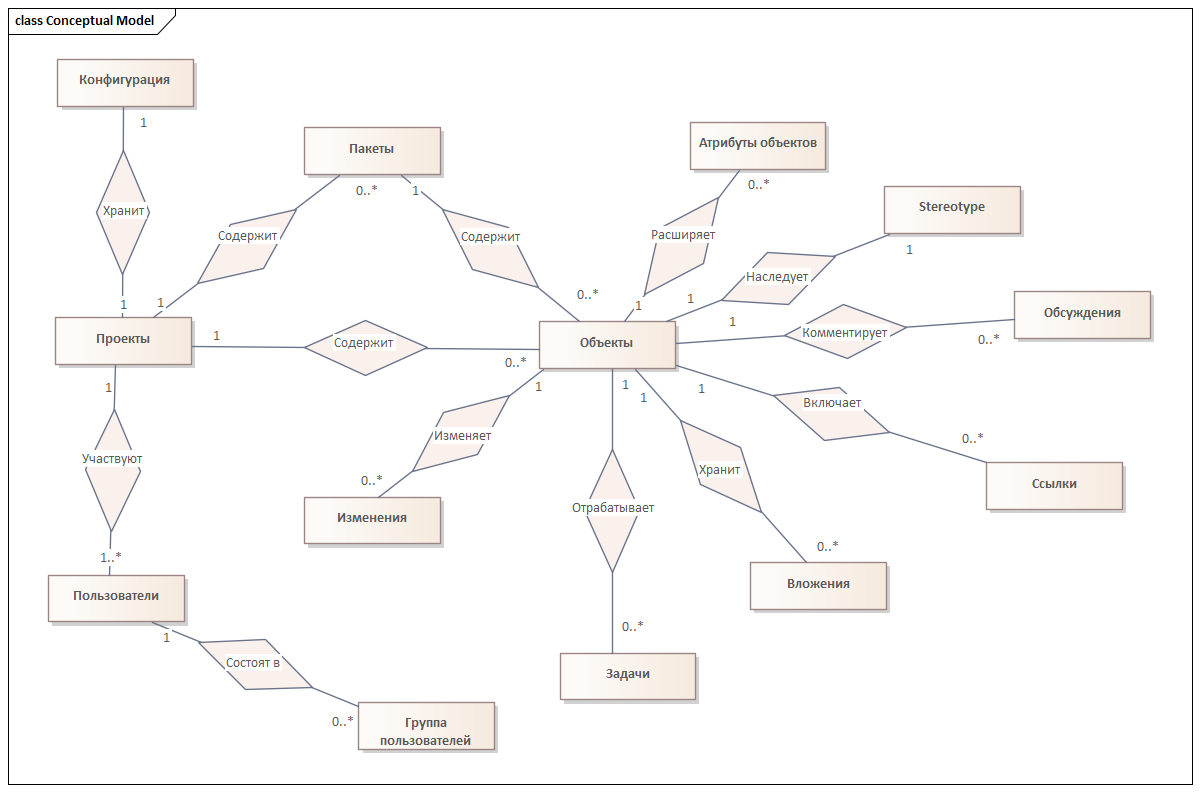 class Conceptual Model
Конфигурация
1
Хранит
1
Пакеты
0..*
1
Содержит
Содержит
1
0..*
Атрибуты объектов
0..*
Расширяет
1
Stereotype
1
Наследует
1
Обсуждения
0..*
Комментирует
1
Проекты
1
Содержит
0..*
Объекты
1
Включает
0..*
Ссылки
1
Участвуют
1..*
1
Изменяет
0..*
Изменения
1
Отрабатывает
0..*
Задачи
1
Хранит
0..*
Вложения
Пользователи
1
Состоят в
0..*
Группа
пользователей